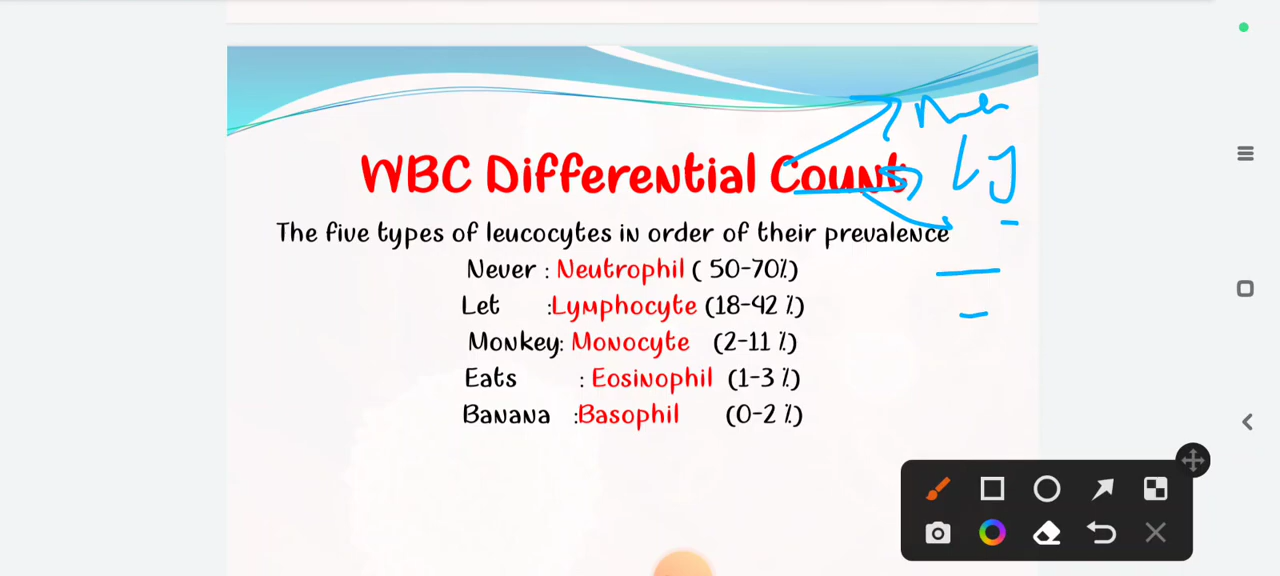 WBC Differential Count
The five types of leucocytes in order of their prevalence
Never : Neutrophil ( 50-70%)
Let :Lymphocyte (18-42 %)
Monkey: Monocyte (2-11 %)
Eats : Eosinophil (1-3 %)
Banana :Basophil (0-2 %)